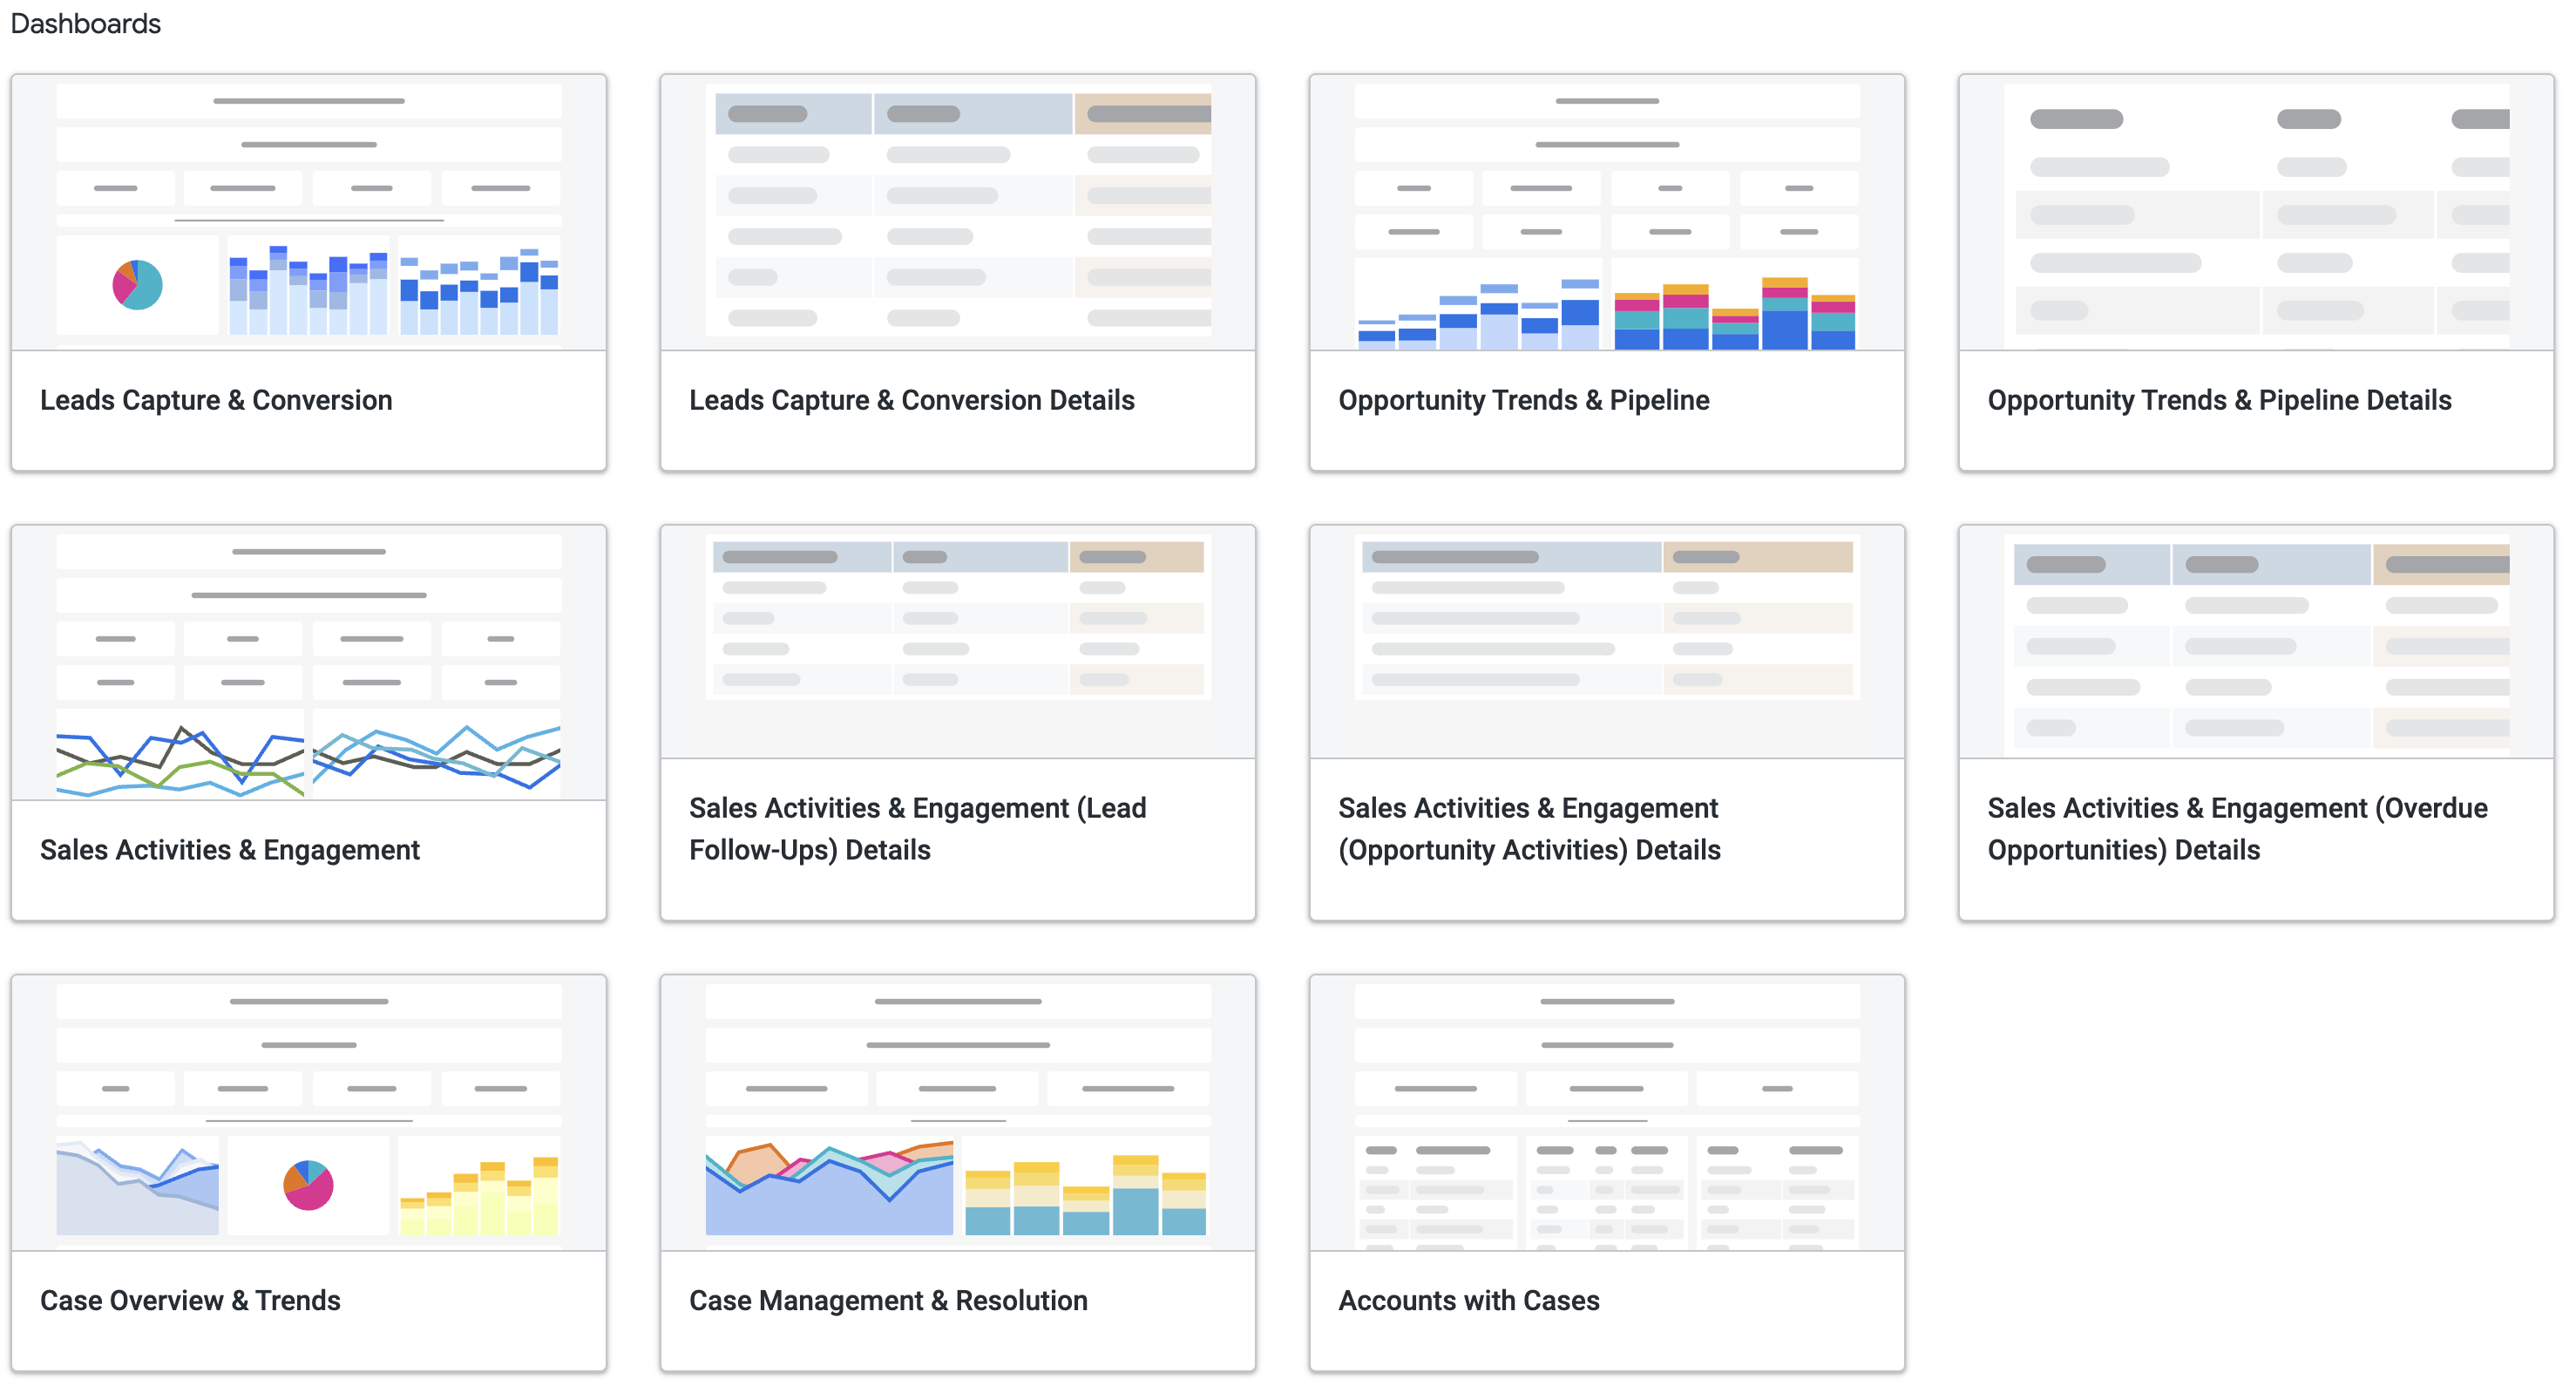 Dashboards
Leads Capture & Conversion
Leads Capture & Conversion Details
Opportunity Trends & Pipeline
Opportunity Trends & Pipeline Details
Sales Activities & Engagement
Sales Activities & Engagement (Lead
Follow-Ups) Details
Sales Activities & Engagement
(Opportunity Activities) Details
Sales Activities & Engagement (Overdue
Opportunities) Details
Case Overview & Trends
Case Management & Resolution
Accounts with Cases